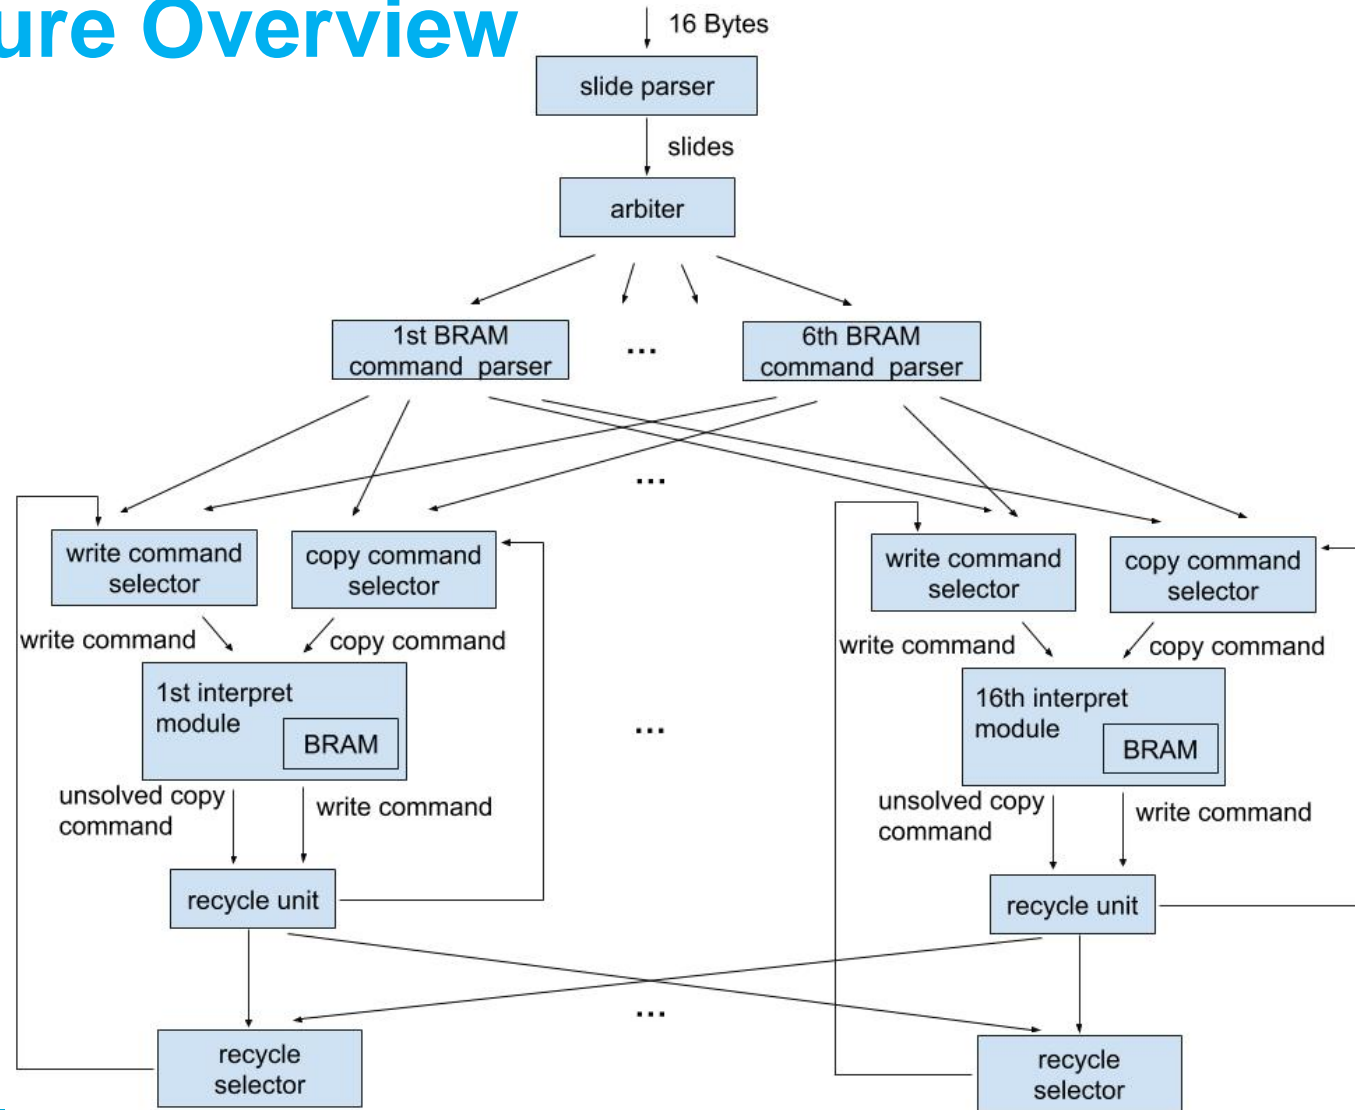 ure Overview
16 Bytes
slide parser
slides
arbiter
1st BRAM
command parser
...
6th BRAM
command parser
...
write command
selector
copy command
selector
write command
selector
copy command
selector
write command
copy command
write command
copy command
1st interpret
module
BRAM
...
16th interpret
module
BRAM
unsolved copy
command
write command
unsolved copy
command
write command
recycle unit
recycle unit
...
recycle
selector
recycle
selector